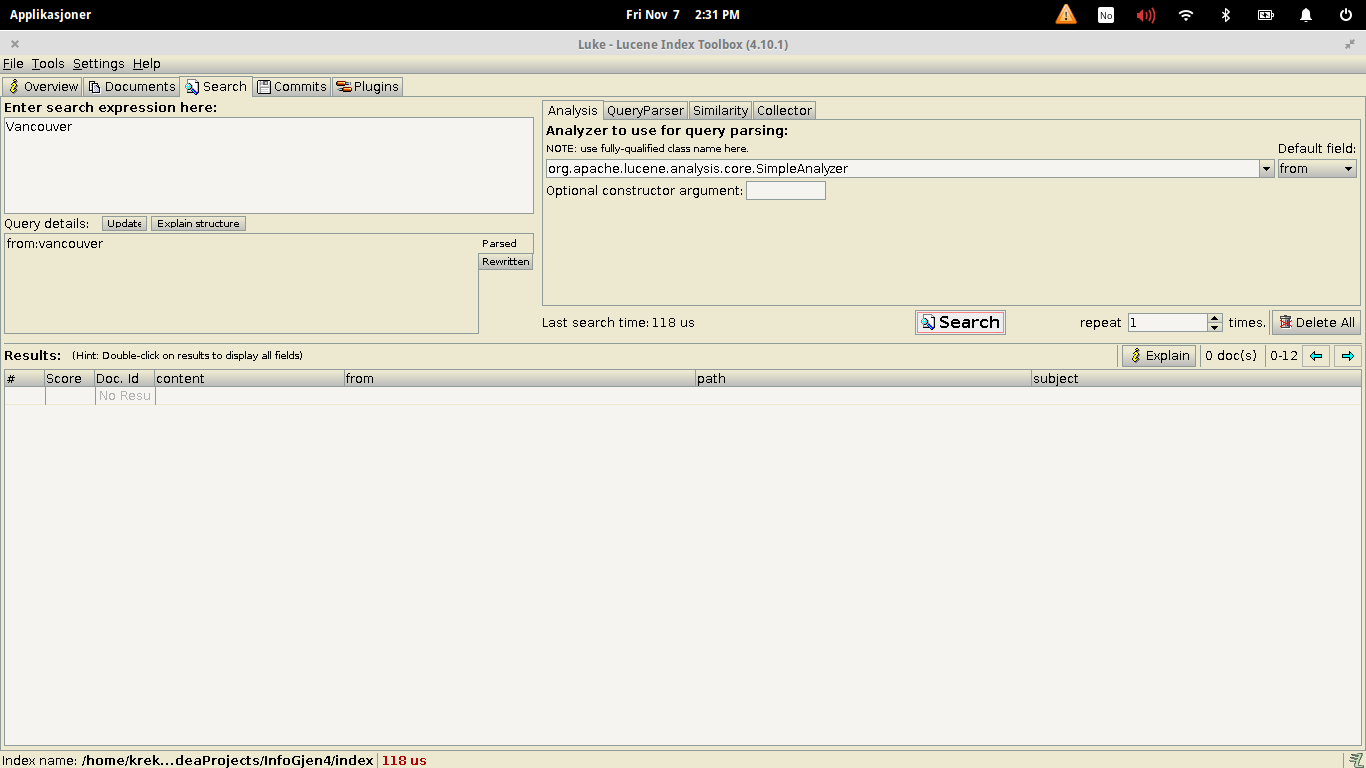 Applikasjoner Fri Nov 7 2:31 PM No
Luke - Lucene Index Toolbox (4.10.1)
File Tools Settings Help
Overview Documents Search Commits Plugins
Enter search expression here:
Vancouver
Query details: Update Explain structure
from:vancouver
Parsed
Rewritten
Analysis QueryParser Similarity Collector
Analyzer to use for query parsing:
NOTE: use fully-qualified class name here. Default field:
org.apache.lucene.analysis.core.SimpleAnalyzer from
Optional constructor argument:
Last search time: 118 us Search repeat 1 times. Delete All
Results: (Hint: Double-click on results to display all fields) Explain 0 doc(s) 0-12
# Score Doc. Id content from path subject
No Resu
Index name: /home/krek...deaProjects/InfoGjen4/index 118 us